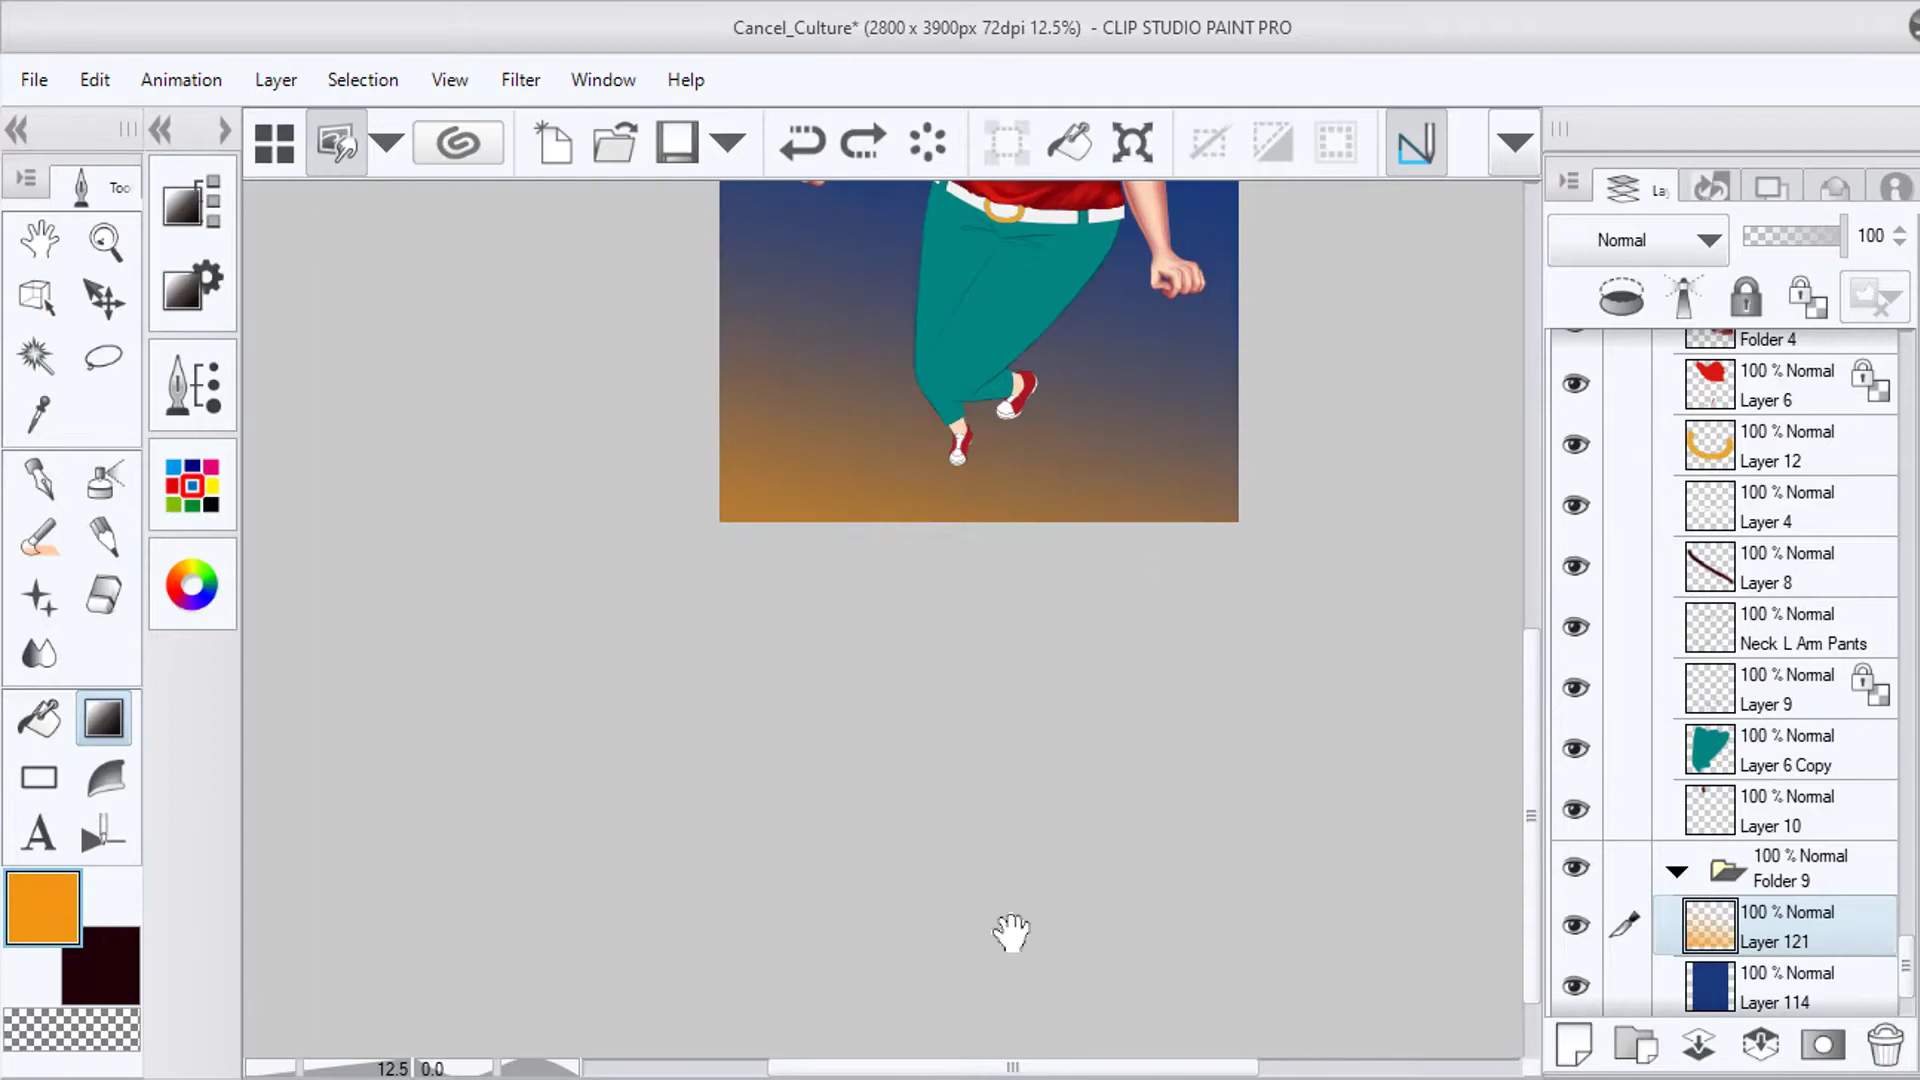 Cancel_Culture* (2800 x 3900px 72dpi 12.5%)  - CLIP STUDIO PAINT PRO
File Edit Animation Layer Selection View Filter Window Help
Too
La
Normal 100
Folder 4
100 % Normal
Layer 6
100 % Normal
Layer 12
100 % Normal
Layer 4
100 % Normal
Layer 8
100 % Normal
Neck L Arm Pants
100 % Normal
Layer 9
100 % Normal
Layer 6 Copy
100 % Normal
Layer 10
100 % Normal
Folder 9
100 % Normal
Layer 121
100 % Normal
Layer 114
12.5 0.0